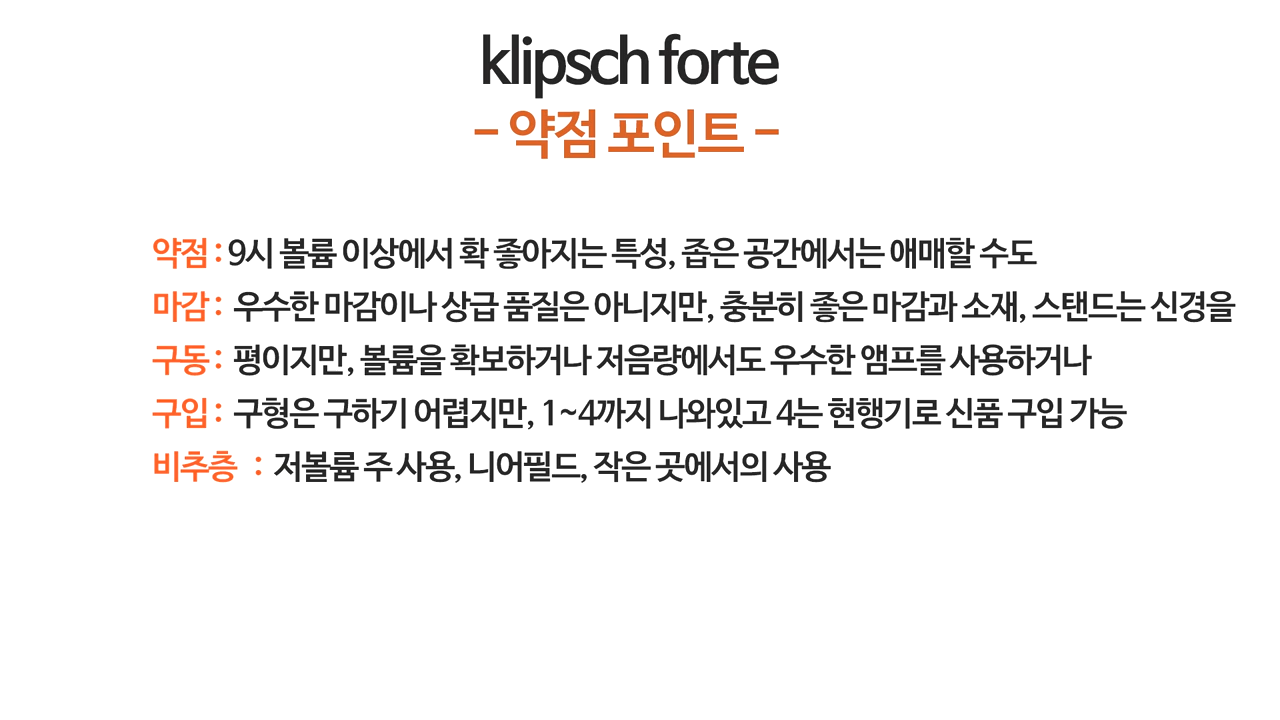 klipsch forte
- 약점 포인트 -
약점 : 9시 볼륨 이상에서 확 좋아지는 특성, 좁은 공간에서는 애매할 수도
마감 : 우수한 마감이나 상급 품질은 아니지만, 충분히 좋은 마감과 소재, 스탠드는 신경을
구동 : 평이지만, 볼륨을 확보하거나 저음량에서도 우수한 앰프를 사용하거나
구입 : 구형은 구하기 어렵지만, 1~4까지 나와있고 4는 현행기로 신품 구입 가능
비추층 : 저볼륨 주 사용, 니어필드, 작은 곳에서의 사용